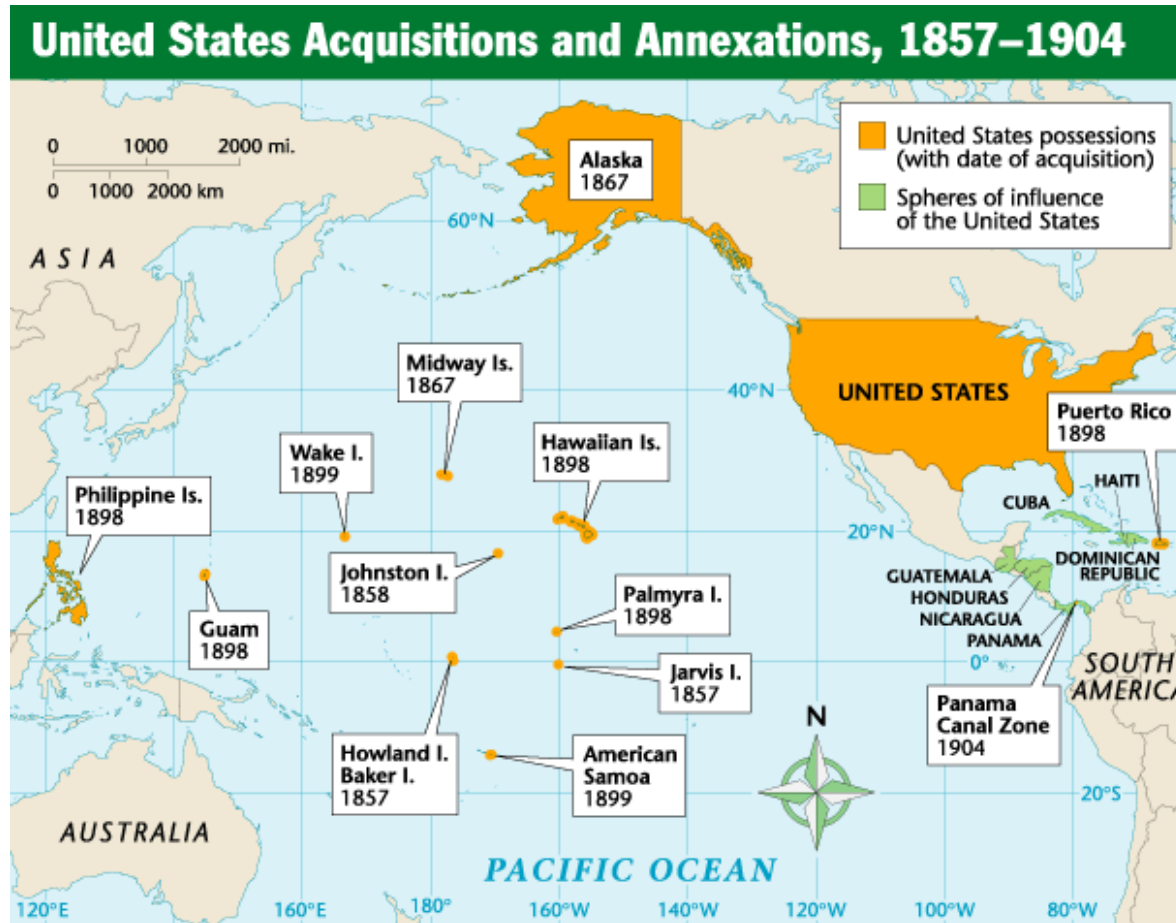 United States Acquisitions and Annexations, 1857–1904
0 1000 2000 mi.
0 1000 2000 km
United States possessions
(with date of acquisition)
Spheres of influence
of the United States
Alaska
1867
60°N
ASIA
Midway Is.
1867
40°N
UNITED STATES
Puerto Rico
1898
Wake I.
1899
Hawaiian Is.
1898
Philippine Is.
1898
HAITI
CUBA
20°N
DOMINICAN
REPUBLIC
Johnston I.
1858
GUATEMALA
HONDURAS
NICARAGUA
PANAMA
Palmyra I.
1898
Guam
1898
0°
Jarvis I.
1857
SOUTH
AMERICA
Panama
Canal Zone
1904
N
Howland I.
Baker I.
1857
American
Samoa
1899
20°S
AUSTRALIA
PACIFIC OCEAN
120°E 160°E 180° 160°W 140°W 120°W 100°W 80°W